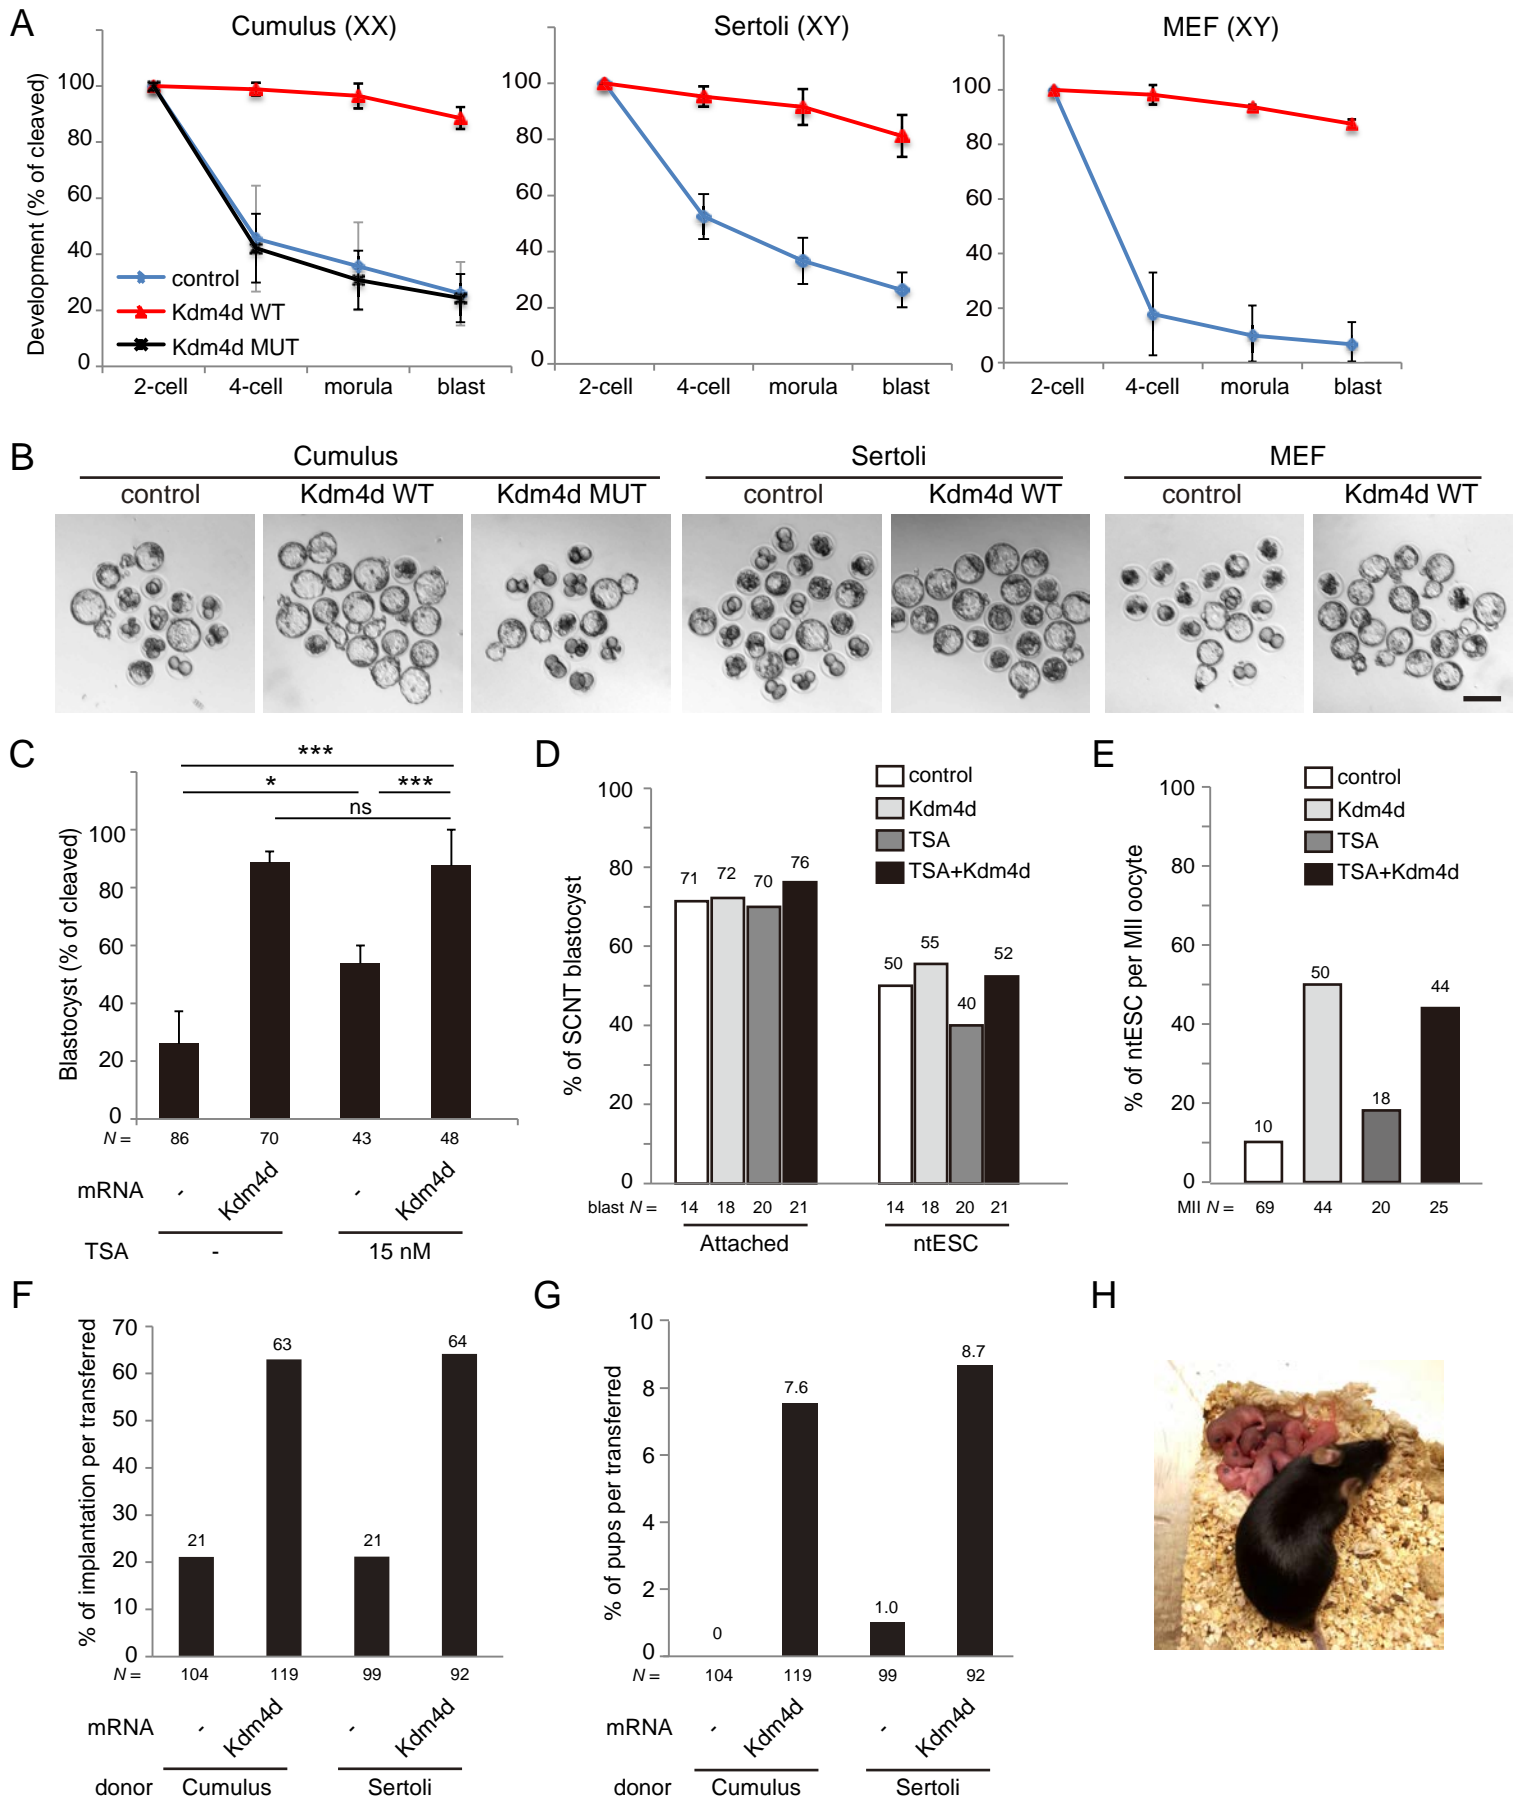 A
Cumulus (XX)
Sertoli (XY)
MEF (XY)
Development (% of cleaved)
100
80
60
40
20
0
control
Kdm4d WT
Kdm4d MUT
2-cell 4-cell morula blast
100
80
60
40
20
0
2-cell 4-cell morula blast
100
80
60
40
20
0
2-cell 4-cell morula blast
B
Cumulus
Sertoli
MEF
control Kdm4d WT Kdm4d MUT control Kdm4d WT control Kdm4d WT
C
***
* ***
ns
Blastocyst (% of cleaved)
100
80
60
40
20
0
N = 86 70 43 48
mRNA - Kdm4d - Kdm4d
TSA - 15 nM
D
control
Kdm4d
TSA
TSA+Kdm4d
% of SCNT blastocyst
100
80
60
40
20
0
71 72 70 76
50 55 40 52
blast N = 14 18 20 21 14 18 20 21
Attached ntESC
E
control
Kdm4d
TSA
TSA+Kdm4d
% of ntESC per MII oocyte
100
80
60
40
20
0
10 50 18 44
MII N = 69 44 20 25
F
% of implantation per transferred
70
60
50
40
30
20
10
0
21 63 21 64
N = 104 119 99 92
mRNA - Kdm4d - Kdm4d
donor Cumulus Sertoli
G
% of pups per transferred
10
8
6
4
2
0
0 7.6 1.0 8.7
N = 104 119 99 92
mRNA - Kdm4d - Kdm4d
donor Cumulus Sertoli
H